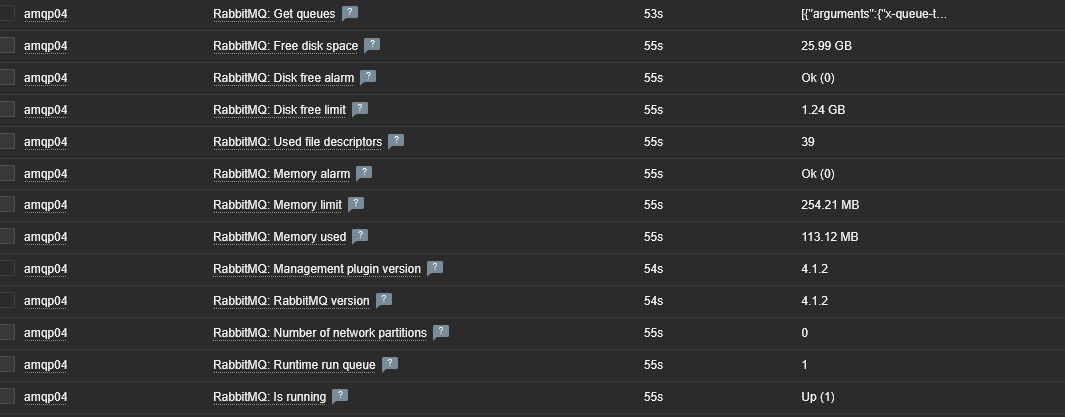 amqp04 RabbitMQ: Get queues ? 53s [{"arguments":{"x-queue-t...
amqp04 RabbitMQ: Free disk space ? 55s 25.99 GB
amqp04 RabbitMQ: Disk free alarm ? 55s Ok (0)
amqp04 RabbitMQ: Disk free limit ? 55s 1.24 GB
amqp04 RabbitMQ: Used file descriptors ? 55s 39
amqp04 RabbitMQ: Memory alarm ? 55s Ok (0)
amqp04 RabbitMQ: Memory limit ? 55s 254.21 MB
amqp04 RabbitMQ: Memory used ? 55s 113.12 MB
amqp04 RabbitMQ: Management plugin version ? 54s 4.1.2
amqp04 RabbitMQ: RabbitMQ version ? 54s 4.1.2
amqp04 RabbitMQ: Number of network partitions ? 55s 0
amqp04 RabbitMQ: Runtime run queue ? 55s 1
amqp04 RabbitMQ: Is running ? 55s Up (1)